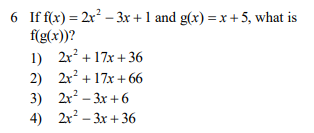 6 If f(x) = 2x² – 3x + 1 and g(x) = x + 5, what is
f(g(x))?
1) 2x² + 17x + 36
2) 2x² + 17x + 66
3) 2x² – 3x + 6
4) 2x² – 3x + 36